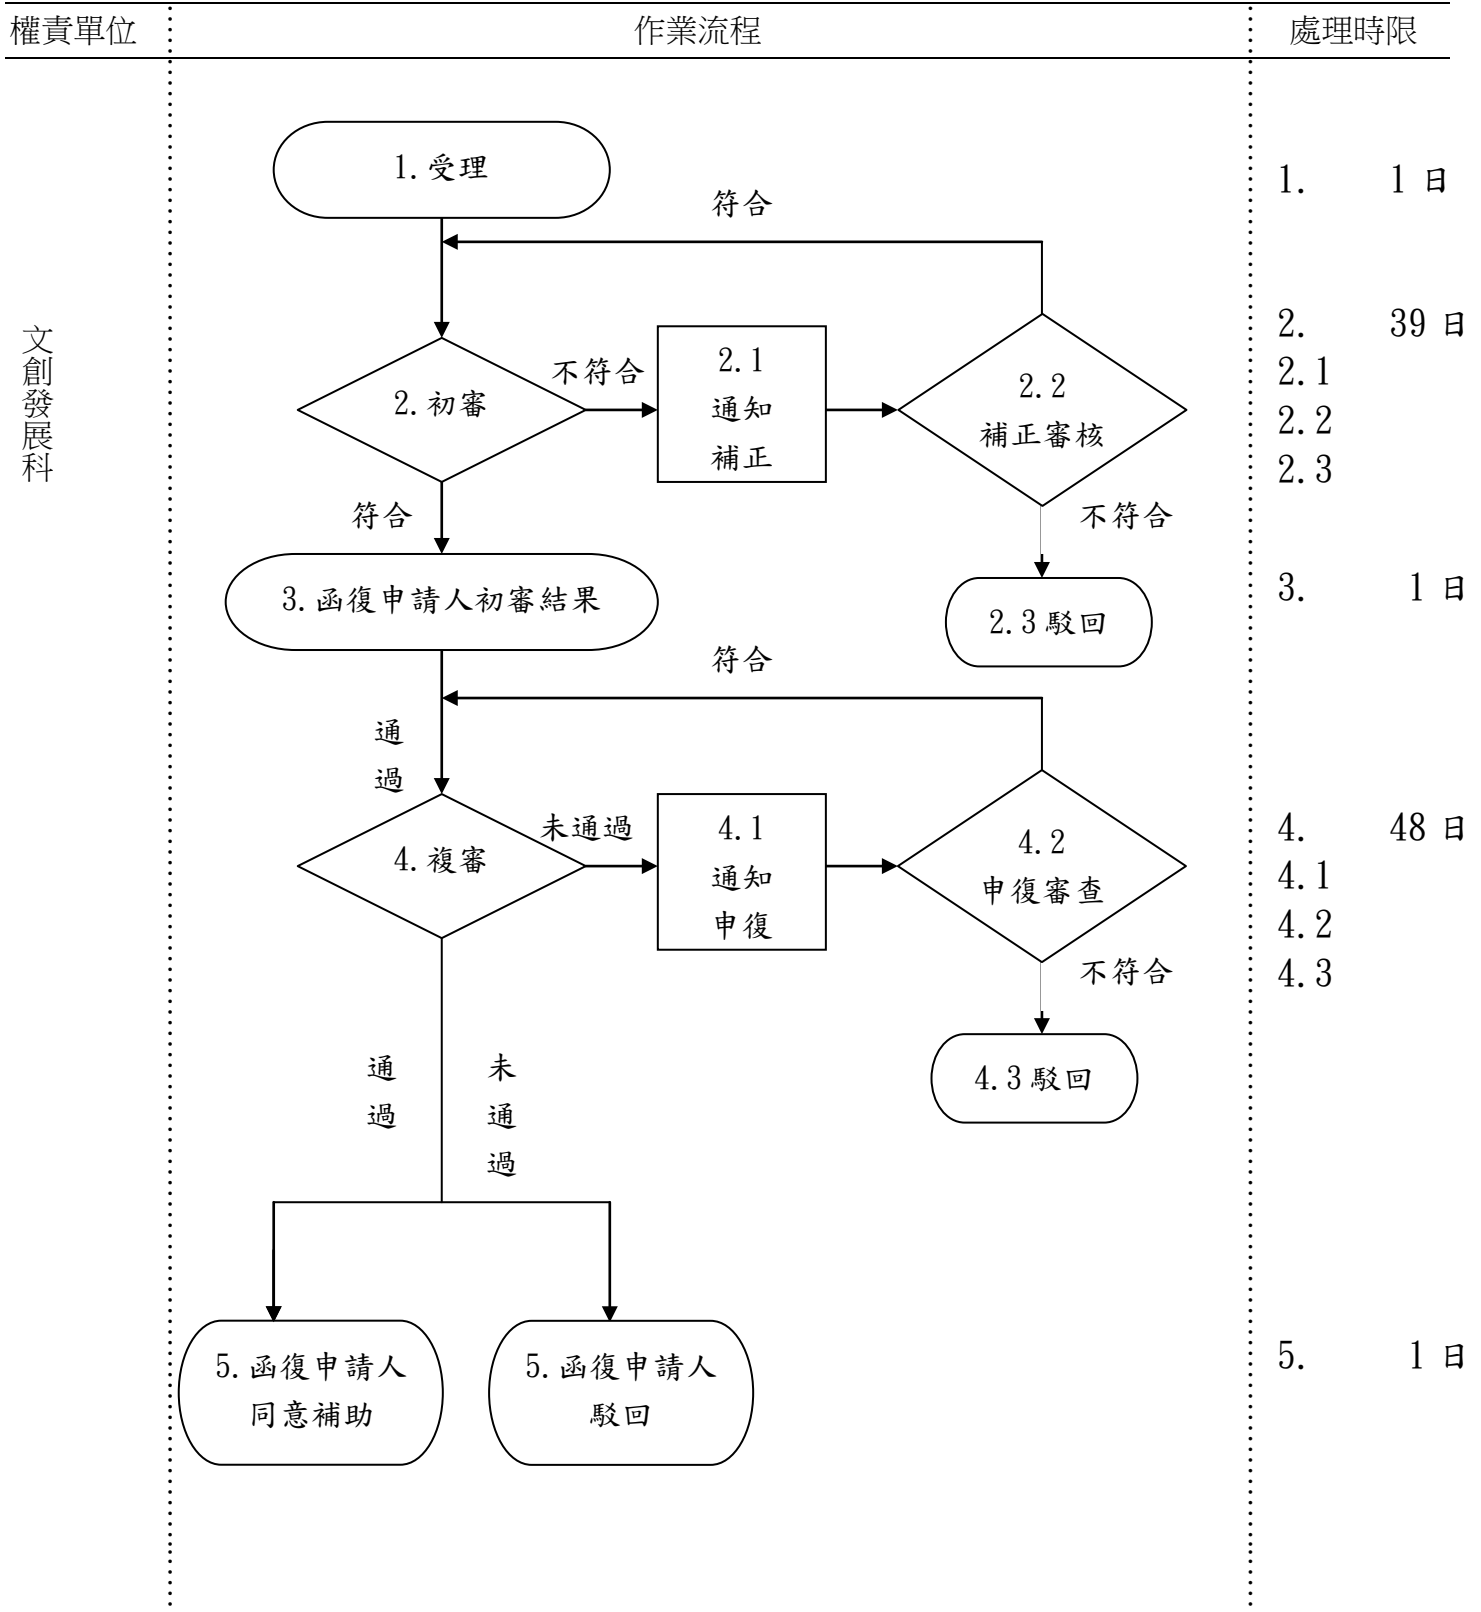 權責單位
作業流程
處理時限
文創發展科
1.受理
符合
1. 1日
2.初審
不符合
2.1
通知
補正
2.2
補正審核
2. 39日
2.1
2.2
2.3
符合
不符合
3.函復申請人初審結果
2.3駁回
3. 1日
符合
通
過
4.複審
未通過
4.1
通知
申復
4.2
申復審查
4. 48日
4.1
4.2
4.3
不符合
4.3駁回
通
過
未
通
過
5.函復申請人
同意補助
5.函復申請人
駁回
5. 1日